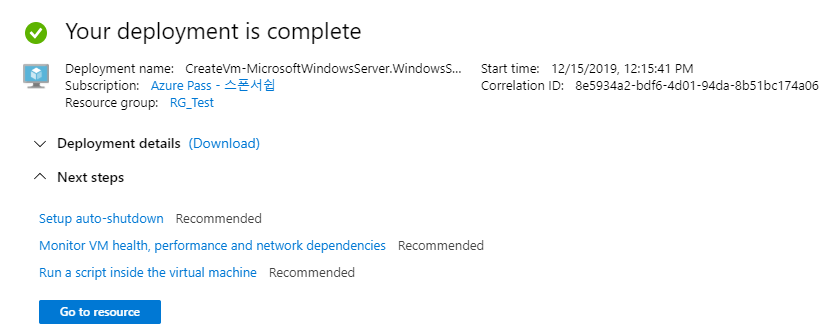 Your deployment is complete
Deployment name: CreateVm-MicrosoftWindowsServer.WindowsS...
Start time: 12/15/2019, 12:15:41 PM
Subscription: Azure Pass - 스폰서쉽
Correlation ID: 8e5934a2-bdf6-4d01-94da-8b51bc174a06
Resource group: RG_Test
Deployment details (Download)
Next steps
Setup auto-shutdown Recommended
Monitor VM health, performance and network dependencies Recommended
Run a script inside the virtual machine Recommended
Go to resource